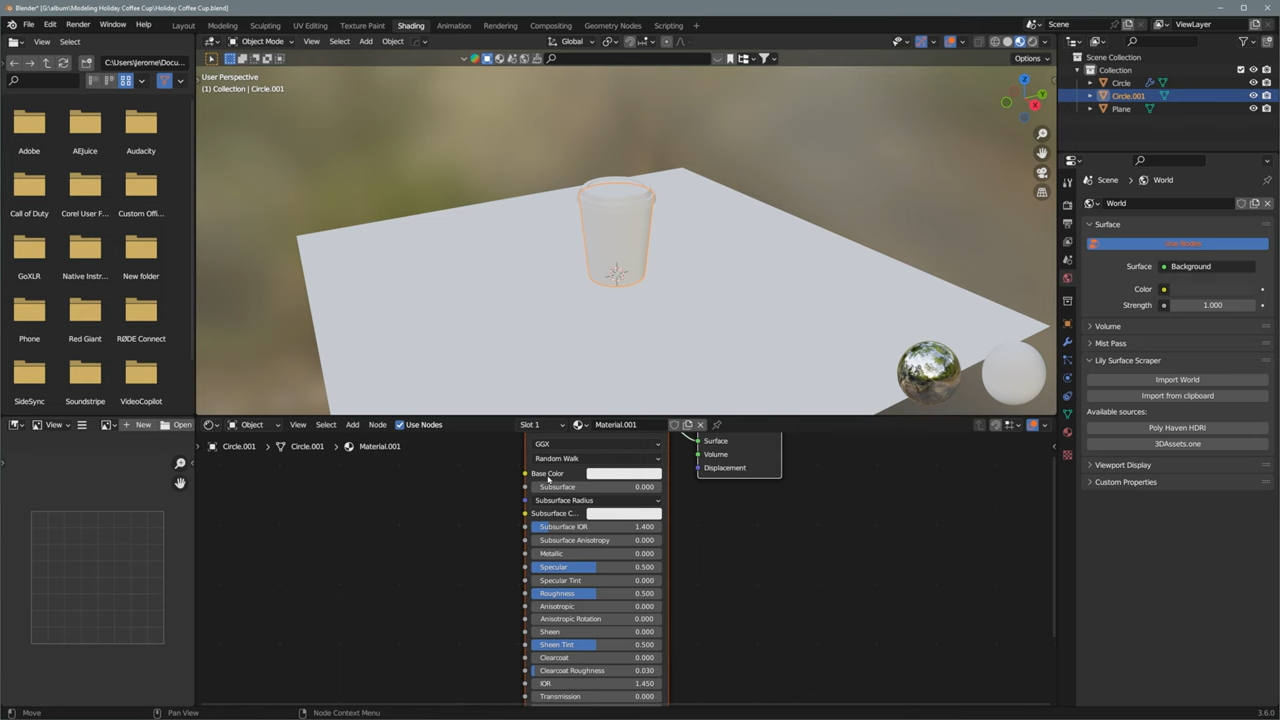 Blender* [G:\album\Modeling Holiday Coffee Cup\Holiday Coffee Cup.blend]
File Edit Render Window Help Layout Modeling Sculpting UV Editing Texture Paint Shading Animation Rendering Compositing Geometry Nodes Scripting Scene ViewLayer
View Select Object Mode View Select Add Object Global
C:\Users\jerome\Docu... Options
User Perspective
(1) Collection | Circle.001
Z
Y
X
Scene Collection
Collection
Circle
Circle.001
Plane
Adobe AEJuice Audacity
Call of Duty Corel User F... Custom Offi...
GoXLR Native Instr... New folder
Phone Red Giant RØDE Connect
SideSync Soundstripe VideoCopilot
Scene World
World
Surface
Use Nodes
Surface Background
Color
Strength 1.000
Volume
Mist Pass
Lily Surface Scraper
Import World
Import from clipboard
Available sources:
Poly Haven HDRI
3DAssets.one
Viewport Display
Custom Properties
View New Open Object View Select Add Node Use Nodes Slot 1 Material.001
Circle.001 Circle.001 Material.001
GGX
Random Walk
Base Color
Subsurface 0.000
Subsurface Radius
Subsurface C...
Subsurface IOR 1.400
Subsurface Anisotropy 0.000
Metallic 0.000
Specular 0.500
Specular Tint 0.000
Roughness 0.500
Anisotropic 0.000
Anisotropic Rotation 0.000
Sheen 0.000
Sheen Tint 0.500
Clearcoat 0.000
Clearcoat Roughness 0.030
IOR 1.450
Transmission 0.000
Surface
Volume
Displacement
Move Pan View Node Context Menu 3.6.0